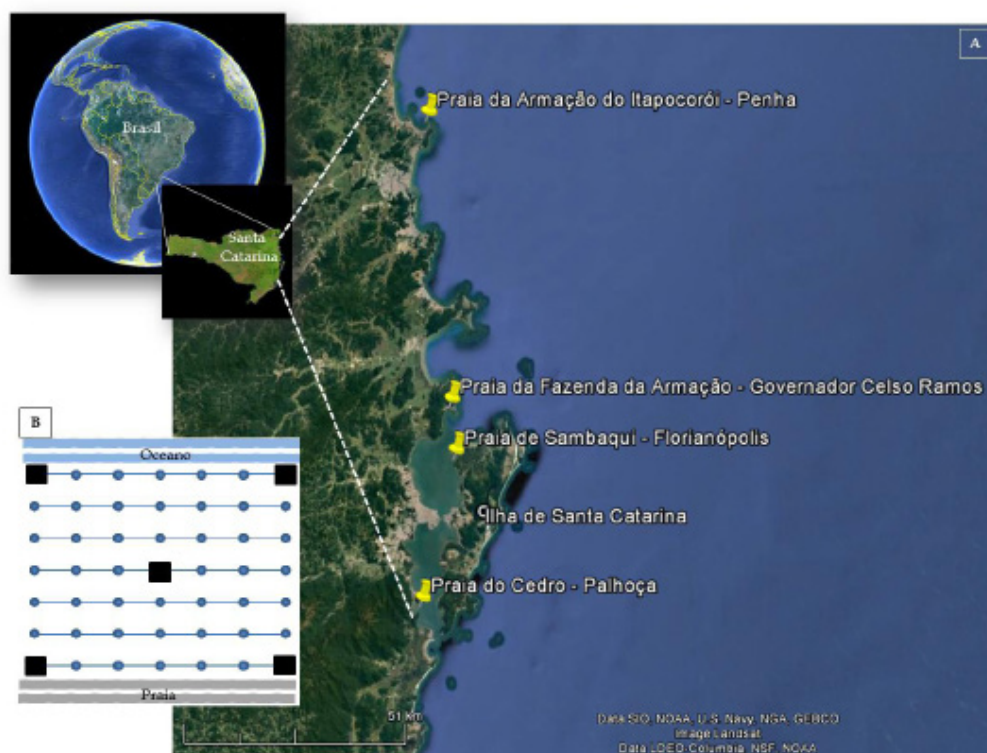 A
Praia da Armação do Itapocorói - Penha
Brasil
Santa
Catarina
Praia da Fazenda da Armação - Governador Celso Ramos
B
Praia de Sambaqui - Florianópolis
Oceano
Ilha de Santa Catarina
Praia do Cedro - Palhoça
Praia
51 km
Data SIO, NOAA, U.S. Navy, NGA, GEBCO
Image Landsat
Data LDEO-Columbia, NSF, NOAA